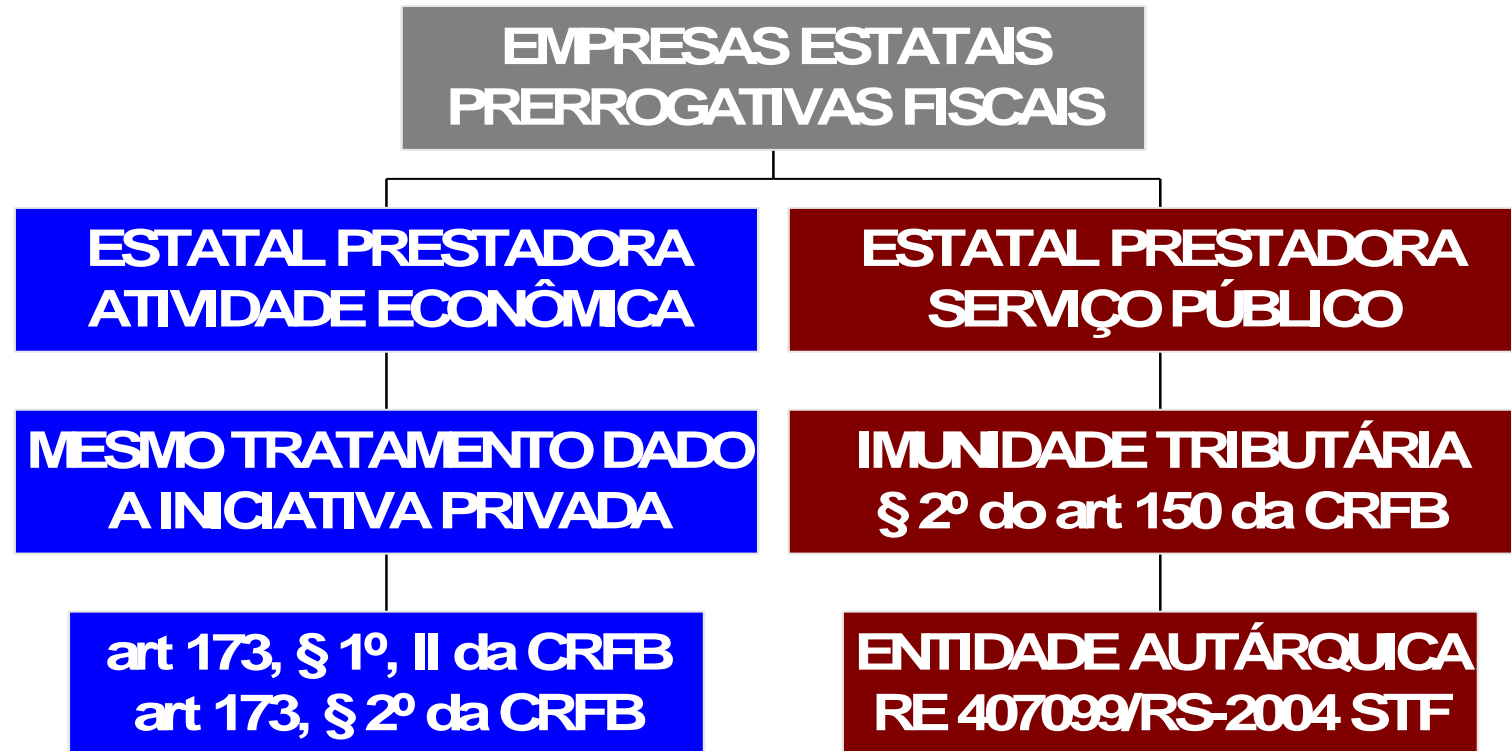 EMPRESAS ESTATAIS
PRERROGATIVAS FISCAIS
ESTATAL PRESTADORA
ATIVIDADE ECONÔMICA
MESMO TRATAMENTO DADO
A INICIATIVA PRIVADA
art 173, § 1º, II da CRFB
art 173, § 2º da CRFB
ESTATAL PRESTADORA
SERVIÇO PÚBLICO
IMUNIDADE TRIBUTÁRIA
§ 2º do art 150 da CRFB
ENTIDADE AUTÁRQUICA
RE 407099/RS-2004 STF